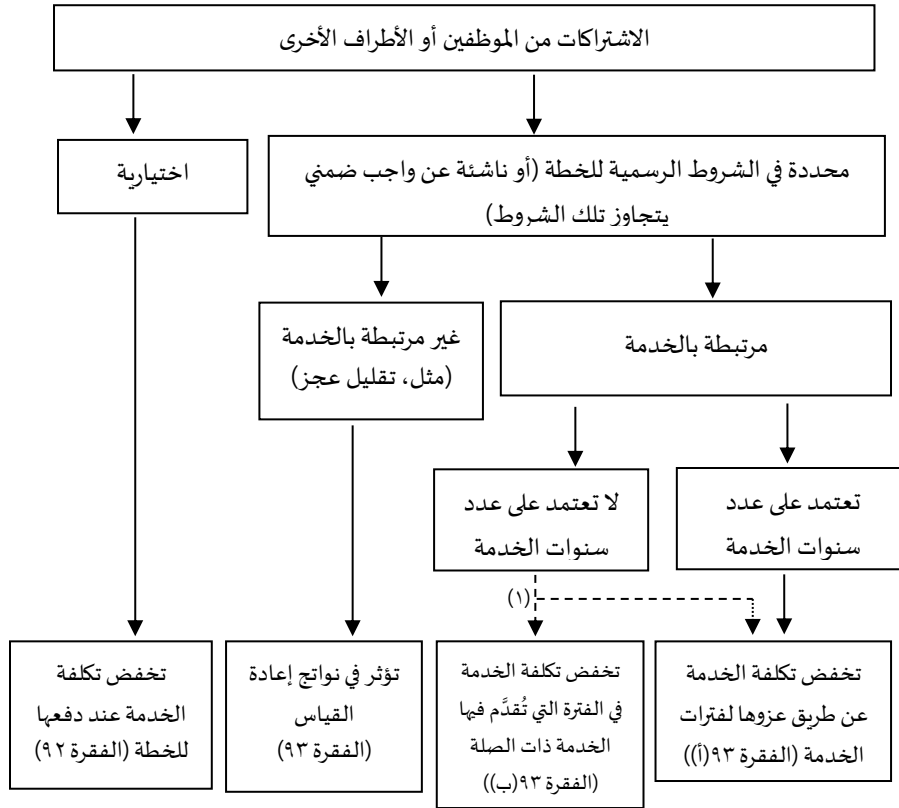 الاشتراكات من الموظفين أو الأطراف الأخرى
محددة في الشروط الرسمية للخطة (أو ناشئة عن واجب ضمني
يتجاوز تلك الشروط)
اختيارية
مرتبطة بالخدمة
غير مرتبطة بالخدمة
(مثل، تقليل عجز)
تعتمد على عدد
سنوات الخدمة
لا تعتمد على عدد
سنوات الخدمة
(١)
تخفض تكلفة الخدمة
عن طريق عزوها لفترات
الخدمة (الفقرة ٩٣(أ))
تخفض تكلفة الخدمة
في الفترة التي تُقدَّم فيها
الخدمة ذات الصلة
(الفقرة ٩٣(ب))
تؤثر في نواتج إعادة
القياس
(الفقرة ٩٣)
تخفض تكلفة
الخدمة عند دفعها
للخطة (الفقرة ٩٢)